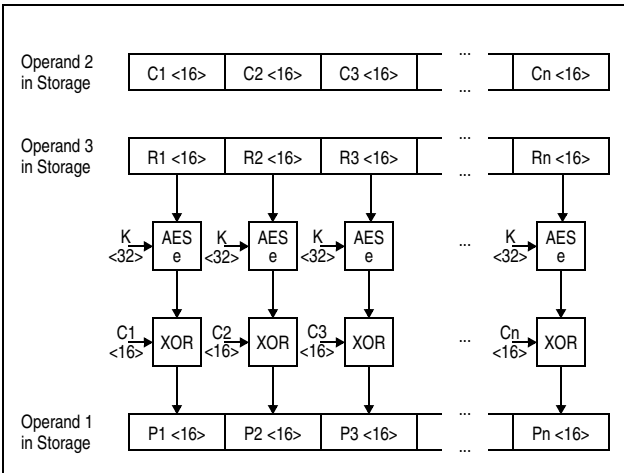 ...
Operand 2
in Storage
C1 <16> C2 <16> C3 <16> Cn <16>
...
...
Operand 3
in Storage
R1 <16> R2 <16> R3 <16> Rn <16>
...
K <32> AES e K <32> AES e K <32> AES e ... K <32> AES e
C1 <16> XOR C2 <16> XOR C3 <16> XOR ... Cn <16> XOR
...
Operand 1
in Storage
P1 <16> P2 <16> P3 <16> Pn <16>
...